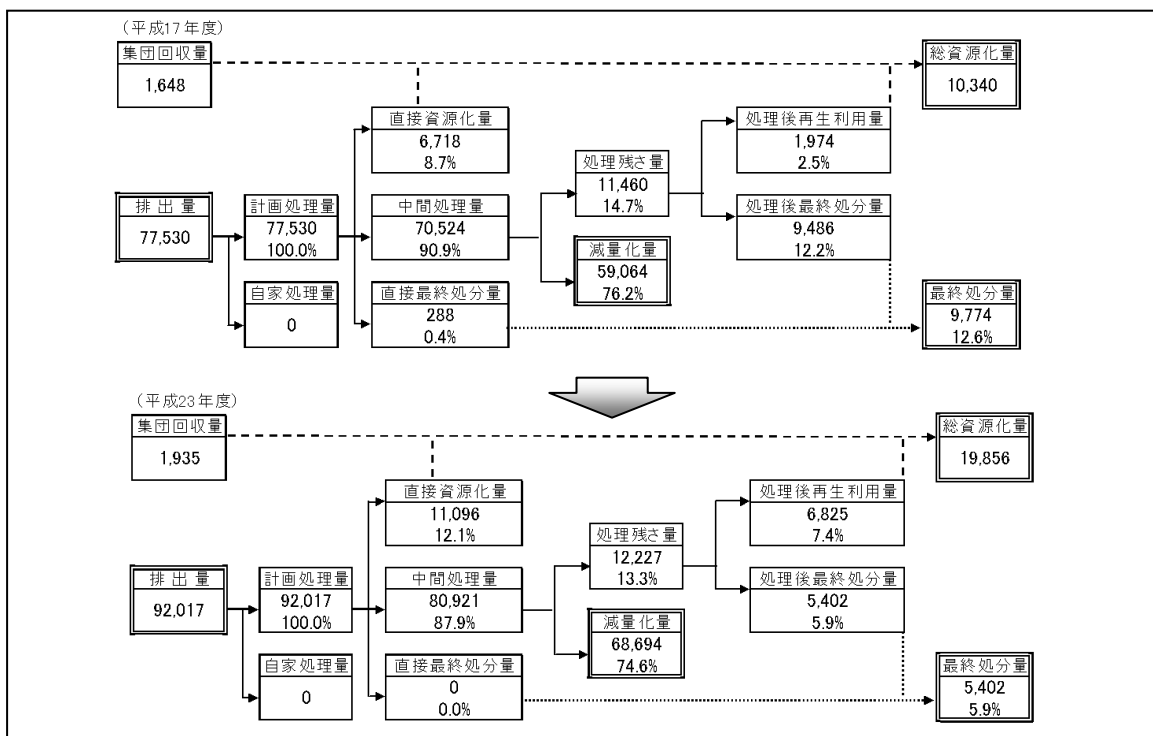 （平成17年度）
集団回収量
1,648
総資源化量
10,340
直接資源化量
6,718
8.7%
処理後再生利用量
1,974
2.5%
処理残さ量
11,460
14.7%
排出量
77,530
計画処理量
77,530
100.0%
中間処理量
70,524
90.9%
処理後最終処分量
9,486
12.2%
減量化量
59,064
76.2%
自家処理量
0
直接最終処分量
288
0.4%
最終処分量
9,774
12.6%
（平成23年度）
集団回収量
1,935
総資源化量
19,856
直接資源化量
11,096
12.1%
処理後再生利用量
6,825
7.4%
処理残さ量
12,227
13.3%
排出量
92,017
計画処理量
92,017
100.0%
中間処理量
80,921
87.9%
処理後最終処分量
5,402
5.9%
減量化量
68,694
74.6%
自家処理量
0
直接最終処分量
0
0.0%
最終処分量
5,402
5.9%